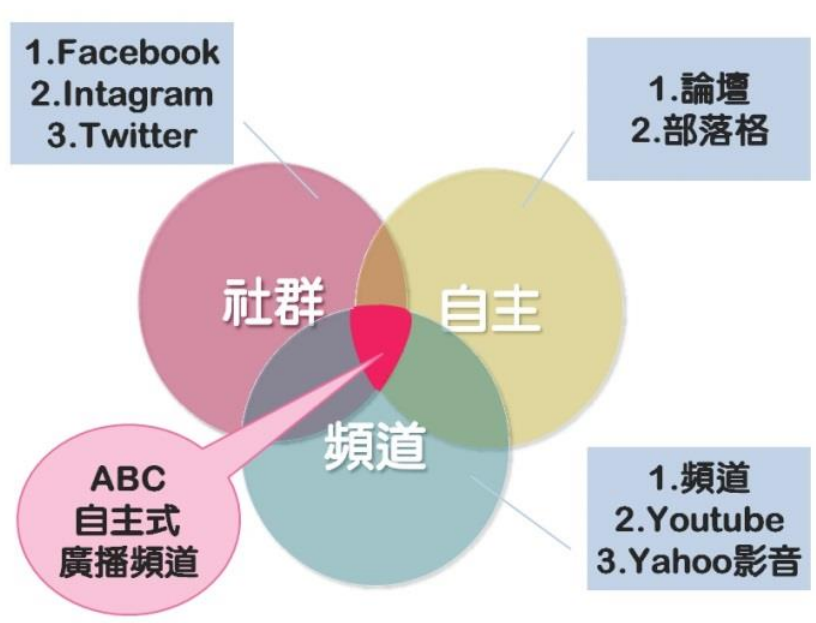 1.Facebook
2.Intagram
3.Twitter
1.論壇
2.部落格
社群
自主
頻道
ABC
自主式
廣播頻道
1.頻道
2.Youtube
3.Yahoo影音